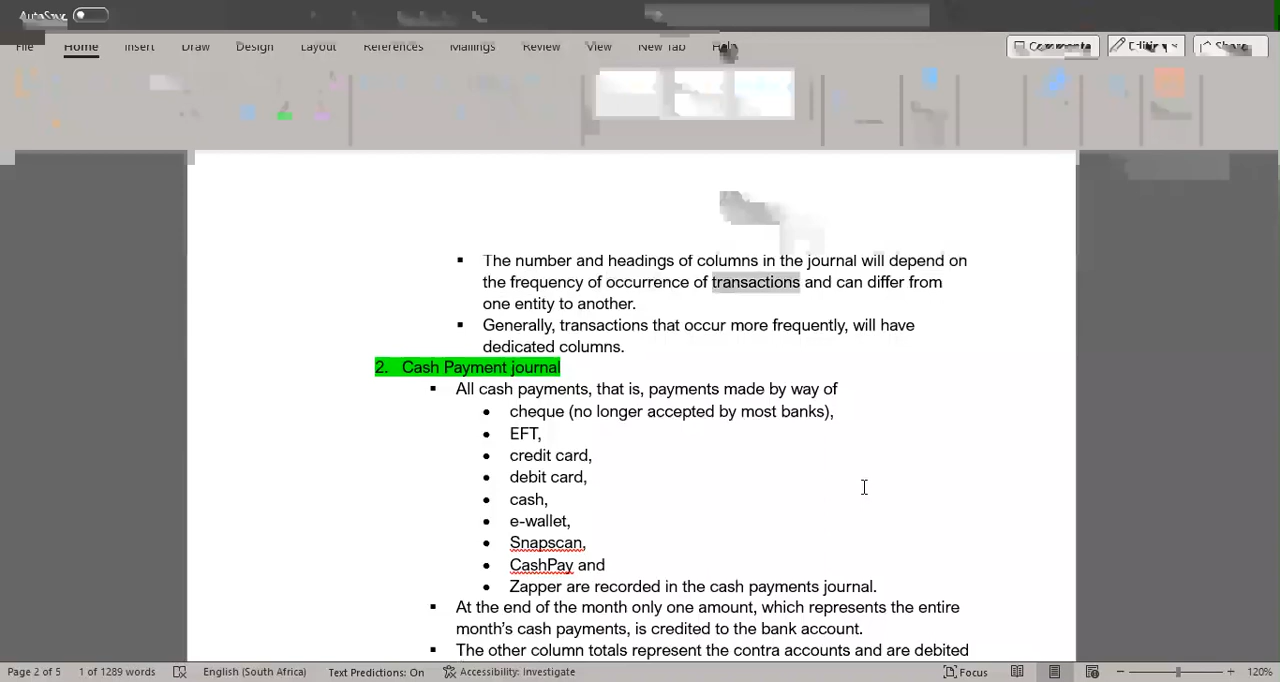 AutoSave
File Home Insert Draw Design Layout References Mailings Review View New Tab Help Comments Editing Share
▪ The number and headings of columns in the journal will depend on
the frequency of occurrence of transactions and can differ from
one entity to another.
▪ Generally, transactions that occur more frequently, will have
dedicated columns.
2. Cash Payment journal
▪ All cash payments, that is, payments made by way of
• cheque (no longer accepted by most banks),
• EFT,
• credit card,
• debit card,
• cash,
• e-wallet,
• Snapscan,
• CashPay and
• Zapper are recorded in the cash payments journal.
▪ At the end of the month only one amount, which represents the entire
month's cash payments, is credited to the bank account.
▪ The other column totals represent the contra accounts and are debited
Page 2 of 5 1 of 1289 words English (South Africa) Text Predictions: On Accessibility: Investigate Focus 120%